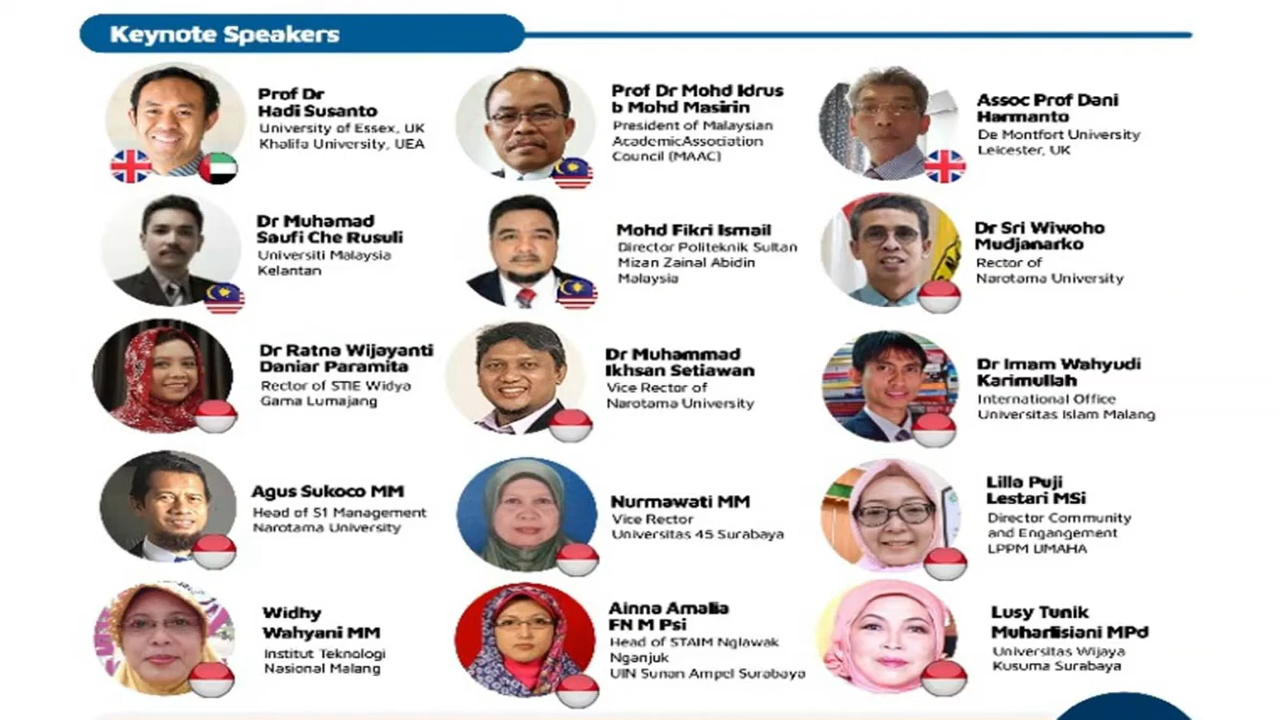 Keynote Speakers
Prof Dr
Hadi Susanto
University of Essex, UK
Khalifa University, UEA
Prof Dr Mohd Idrus
b Mohd Masirin
President of Malaysian
AcademicAssociation
Council (MAAC)
Assoc Prof Dani
Harmanto
De Montfort University
Leicester, UK
Dr Muhamad
Saufi Che Rusuli
Universiti Malaysia
Kelantan
Mohd Fikri Ismail
Director Politeknik Sultan
Mizan Zainal Abidin
Malaysia
Dr Sri Wiwoho
Mudjanarko
Rector of
Narotama University
Dr Ratna Wijayanti
Daniar Paramita
Rector of STIE Widya
Gama Lumajang
Dr Muhammad
Ikhsan Setiawan
Vice Rector of
Narotama University
Dr Imam Wahyudi
Karimullah
International Office
Universitas Islam Malang
Agus Sukoco MM
Head of S1 Management
Narotama University
Nurmawati MM
Vice Rector
Universitas 45 Surabaya
Lilla Puji
Lestari MSi
Director Community
and Engangement
LPPM UMAHA
Widhy
Wahyani MM
Institut Teknologi
Nasional Malang
Ainna Amalia
FN M Psi
Head of STAIM Nglawak
Nganjuk
UIN Sunan Ampel Surabaya
Lusy Tunik
Muharlisiani MPd
Universitas Wijaya
Kusuma Surabaya